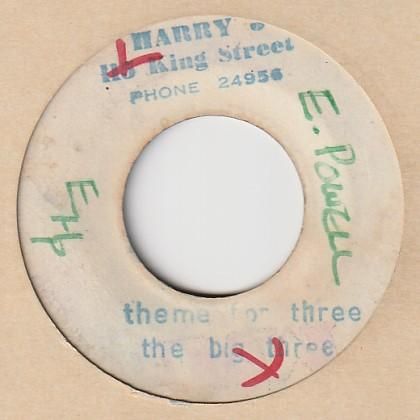 HARRY J
King Street
PHONE 24956
E. Powell
theme for three
the big three